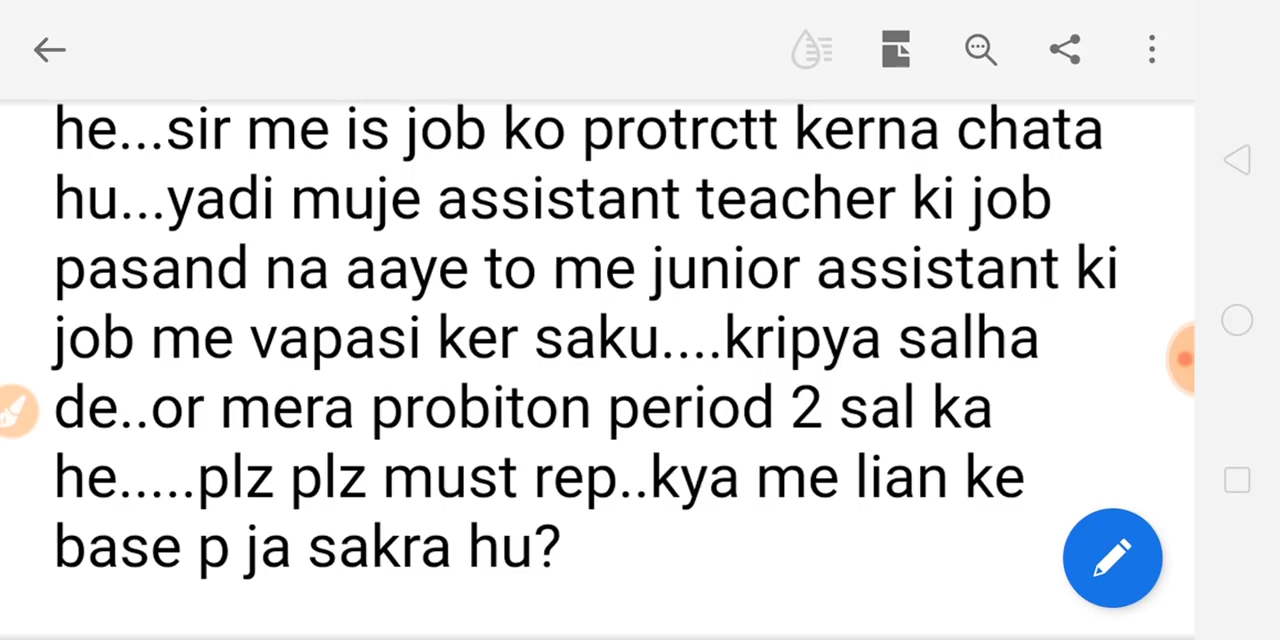 he...sir me is job ko protrctt kerna chata
hu...yadi muje assistant teacher ki job
pasand na aaye to me junior assistant ki
job me vapasi ker saku....kripya salha
de..or mera probiton period 2 sal ka
he.....plz plz must rep..kya me lian ke
base p ja sakra hu?